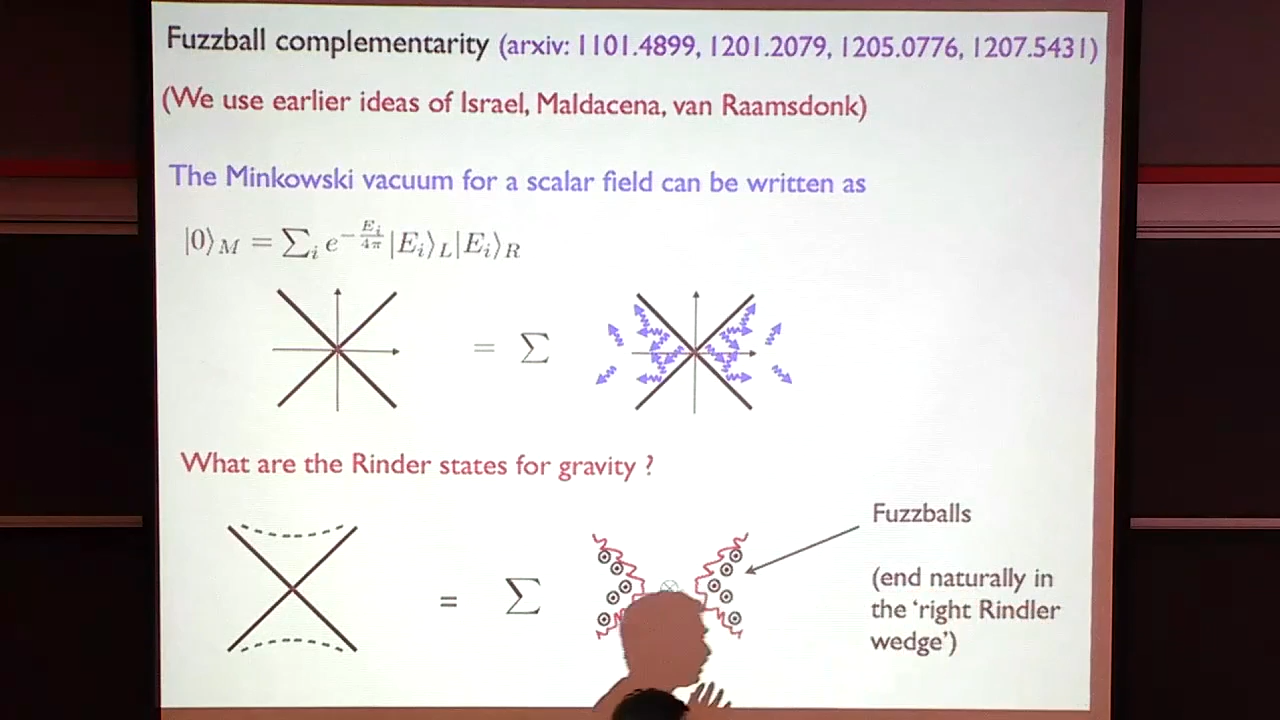 Fuzzball complementarity (arxiv: 1101.4899, 1201.2079, 1205.0776, 1207.5431)
(We use earlier ideas of Israel, Maldacena, van Raamsdonk)
The Minkowski vacuum for a scalar field can be written as
|0⟩_M = ∑_i e^{-\frac{E_i}{4π}} |E_i⟩_L|E_i⟩_R
= ∑
What are the Rinder states for gravity ?
= ∑
Fuzzballs
(end naturally in
the ‘right Rindler
wedge’)